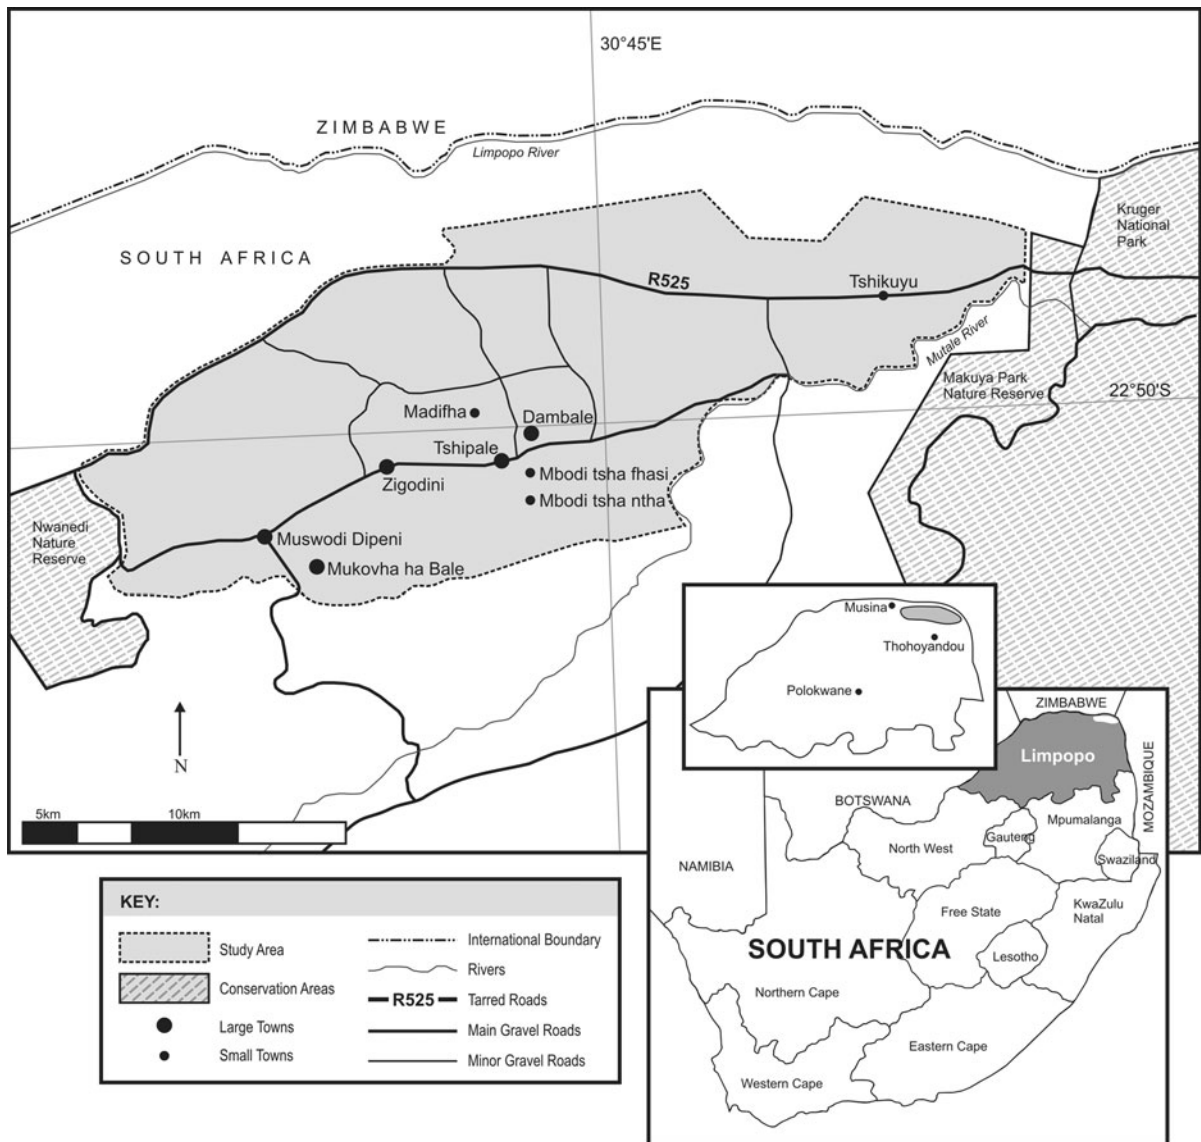 30°45'E
ZIMBABWE
Limpopo River
Kruger
National
Park
SOUTH AFRICA
R525
Tshikuyu
Mutale River
Makuya Park
Nature Reserve
22°50'S
Madifha
Dambale
Tshipale
Zigodini
Mbodi tsha fhasi
Mbodi tsha ntha
Nwanedi
Nature
Reserve
Muswodi Dipeni
Mukovha ha Bale
N
5km
10km
Musina
Thohoyandou
Polokwane
ZIMBABWE
Limpopo
MOZAMBIQUE
BOTSWANA
Mpumalanga
Gauteng
North West
Swaziland
NAMIBIA
Free State
KwaZulu
Natal
SOUTH AFRICA
Lesotho
Northern Cape
Eastern Cape
Western Cape
KEY:
Study Area
Conservation Areas
Large Towns
Small Towns
International Boundary
Rivers
R525 Tarred Roads
Main Gravel Roads
Minor Gravel Roads